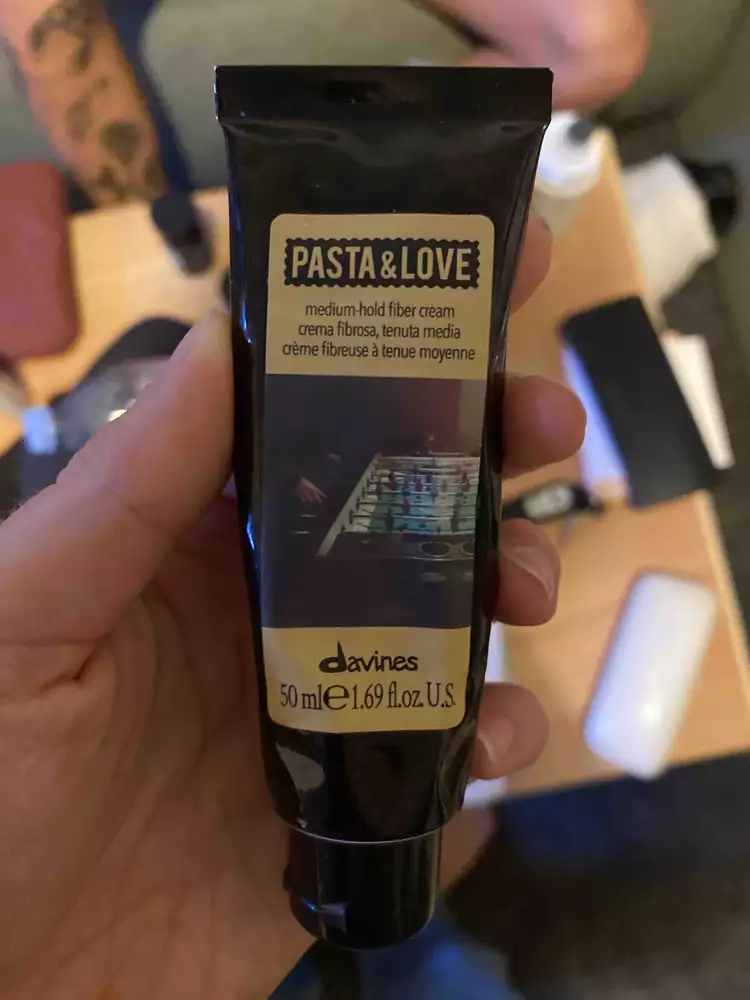 PASTA & LOVE
medium-hold fiber cream
crema fibrosa, tenuta media
crème fibreuse à tenue moyenne
davines
50 ml e 1.69 fl.oz. U.S.